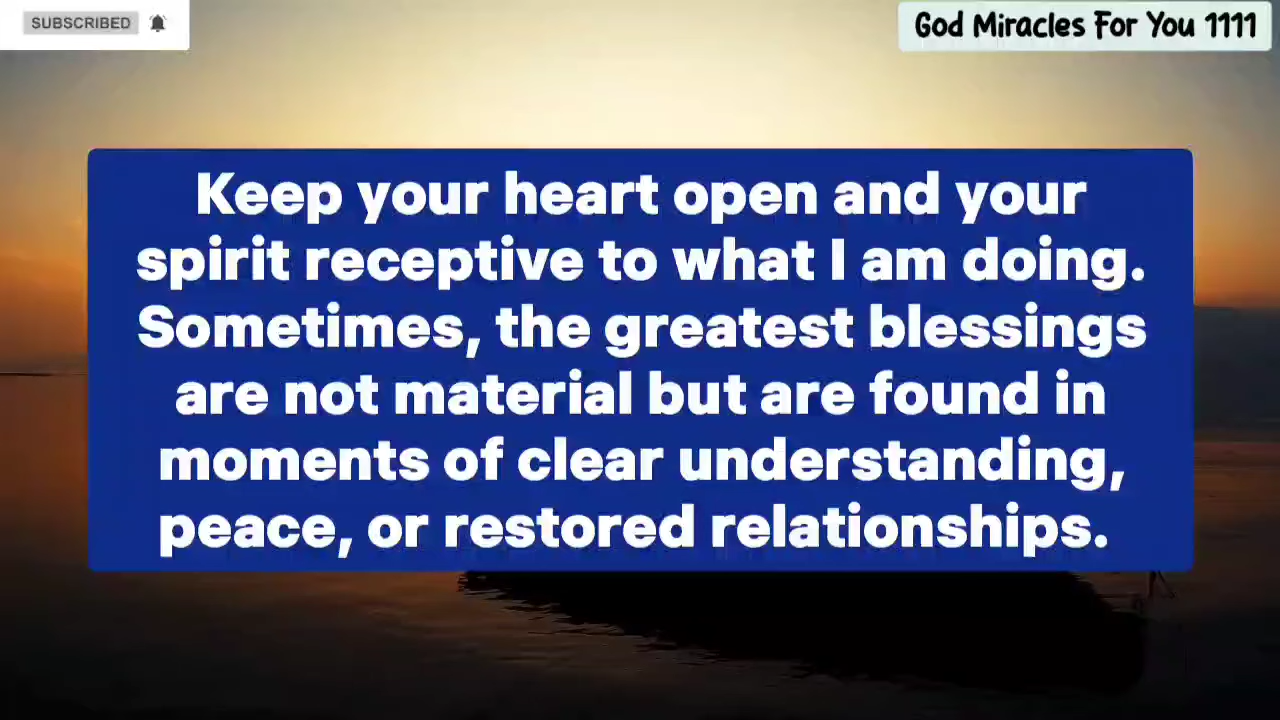 SUBSCRIBED
God Miracles For You 1111
Keep your heart open and your
spirit receptive to what I am doing.
Sometimes, the greatest blessings
are not material but are found in
moments of clear understanding,
peace, or restored relationships.